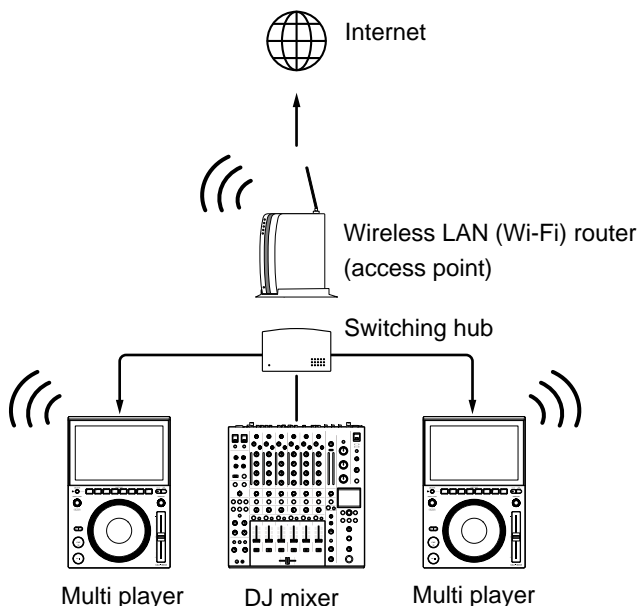 Internet
Wireless LAN (Wi-Fi) router
(access point)
Switching hub
Multi player
DJ mixer
Multi player